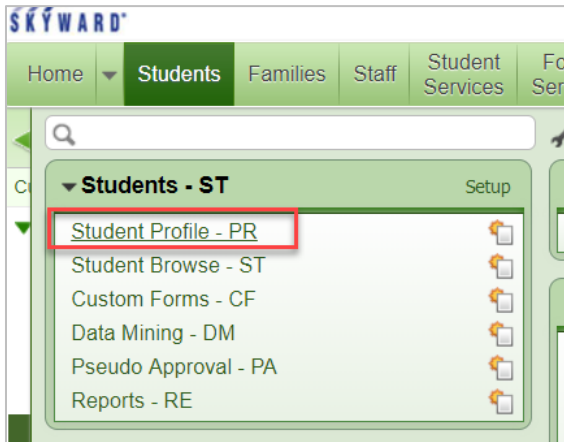 SKYWARD
Home
Students
Families
Staff
Student
Services
Students - ST
Setup
Student Profile - PR
Student Browse - ST
Custom Forms - CF
Data Mining - DM
Pseudo Approval - PA
Reports - RE